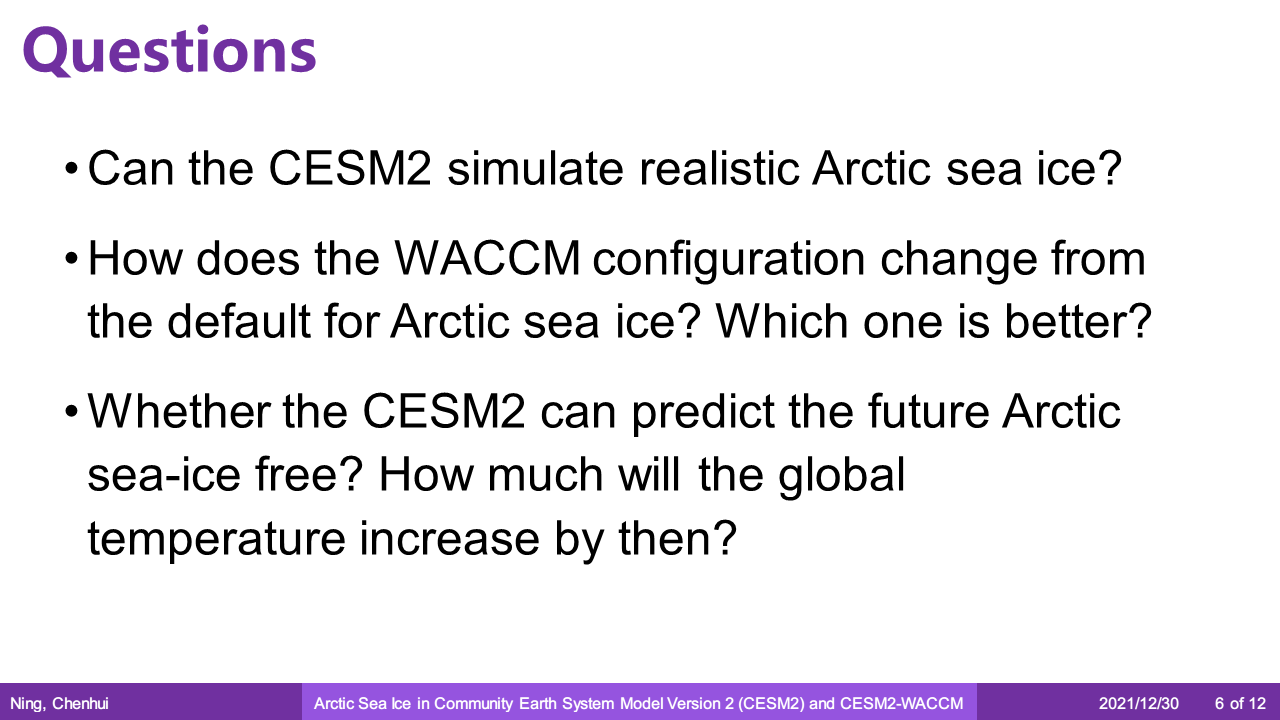 Questions
• Can the CESM2 simulate realistic Arctic sea ice?
• How does the WACCM configuration change from
the default for Arctic sea ice? Which one is better?
• Whether the CESM2 can predict the future Arctic
sea-ice free? How much will the global
temperature increase by then?
Ning, Chenhui
Arctic Sea Ice in Community Earth System Model Version 2 (CESM2) and CESM2-WACCM
2021/12/30
6 of 12